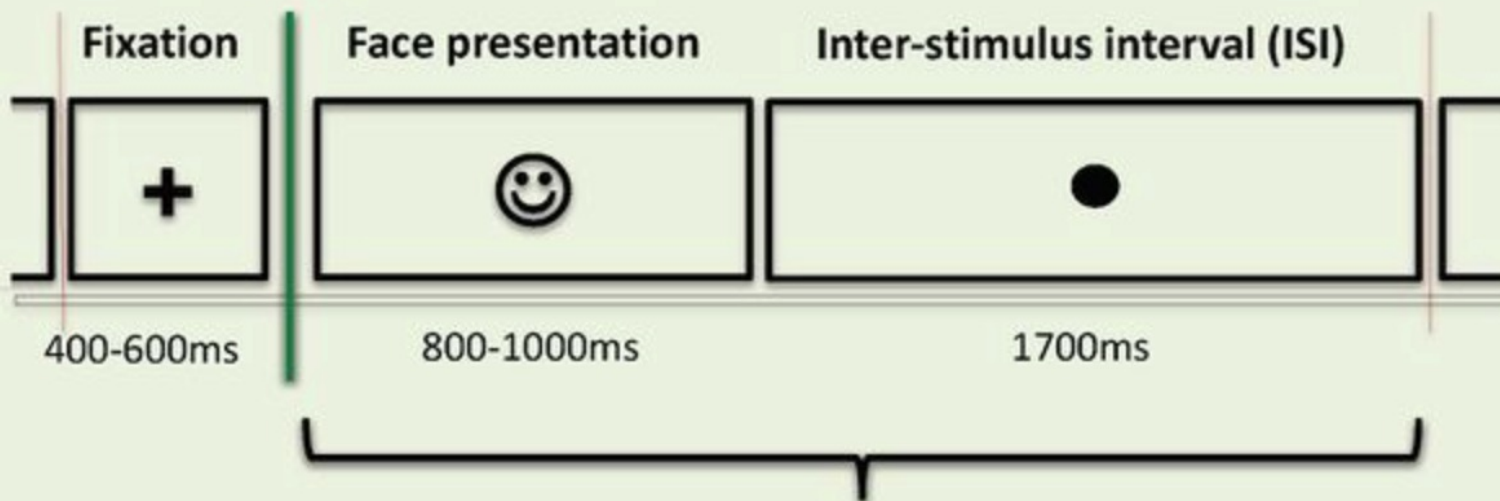 Fixation
Face presentation
Inter-stimulus interval (ISI)
400-600ms
800-1000ms
1700ms